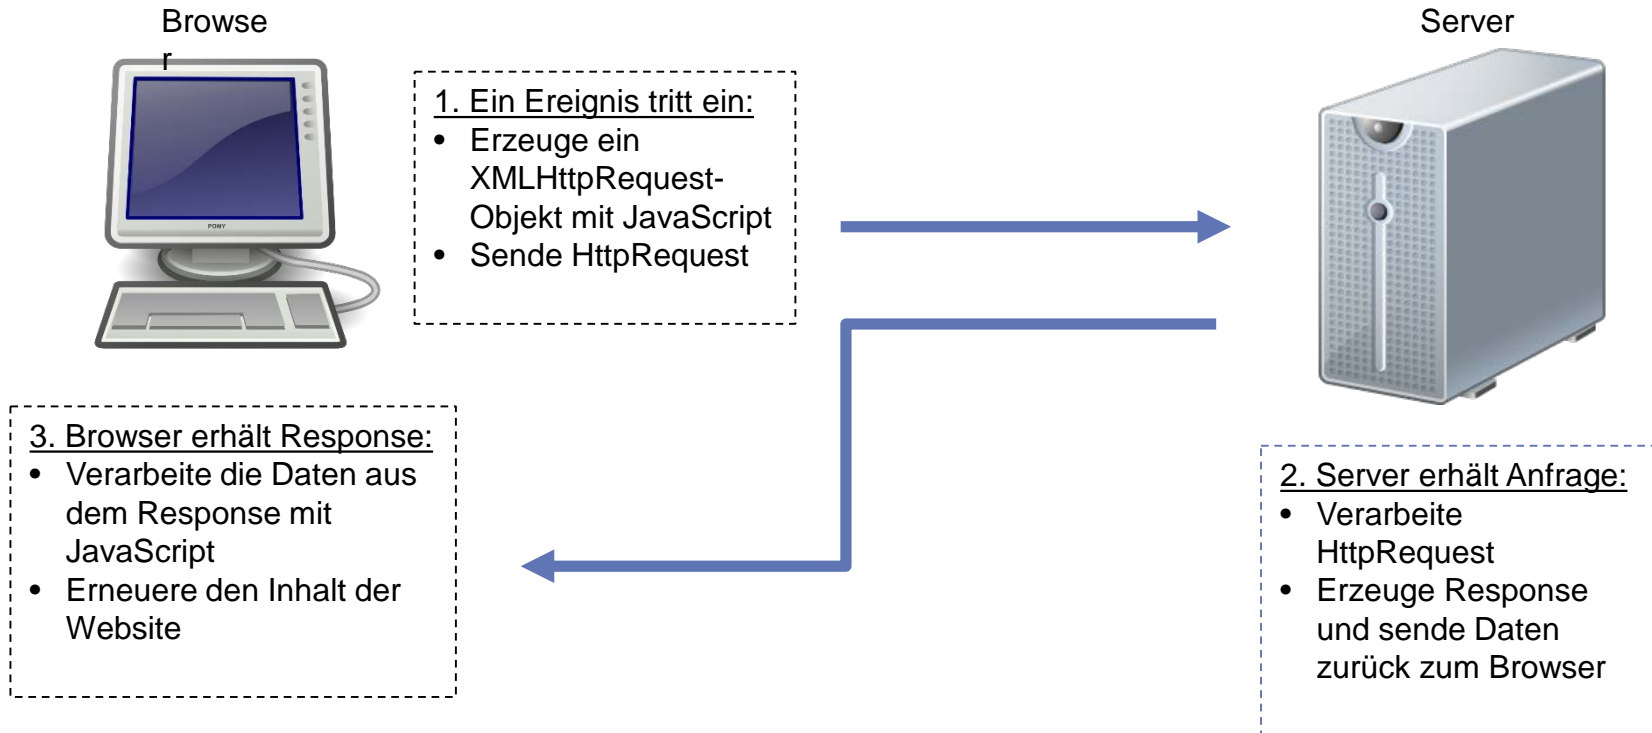 Browse
r
Server
1. Ein Ereignis tritt ein:
• Erzeuge ein
XMLHttpRequest-
Objekt mit JavaScript
• Sende HttpRequest
PONY
3. Browser erhält Response:
• Verarbeite die Daten aus
dem Response mit
JavaScript
• Erneuere den Inhalt der
Website
2. Server erhält Anfrage:
• Verarbeite
HttpRequest
• Erzeuge Response
und sende Daten
zurück zum Browser